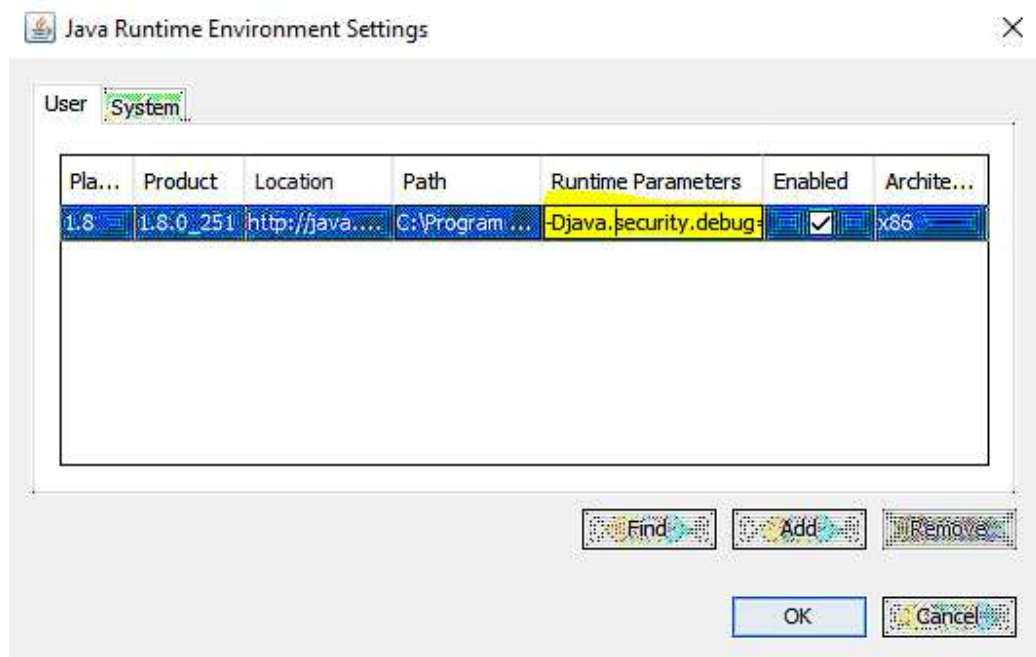 Java Runtime Environment Settings
User System
Pla... Product Location Path Runtime Parameters Enabled Archite...
1.8 1.8.0_251 http://java.... C:\Program ... -Djava.security.debug= x86
Find Add Remove
OK Cancel